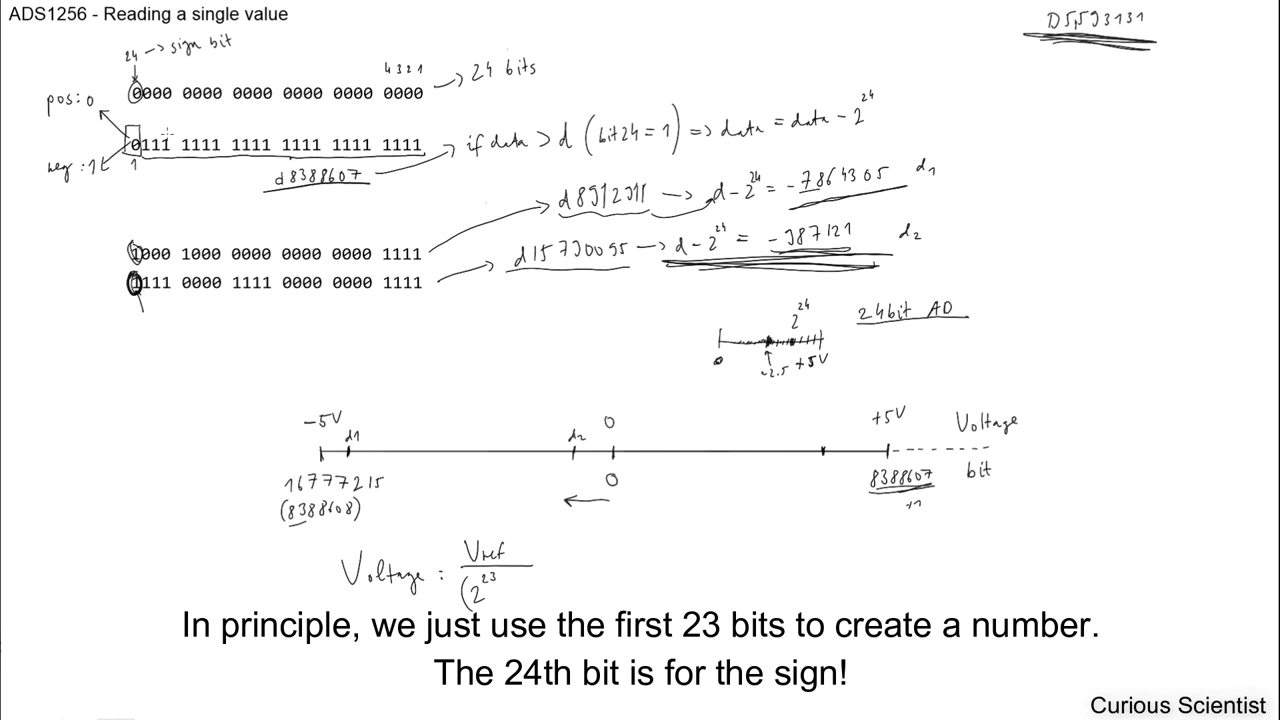 ADS1256 - Reading a single value
D5,593131
24 -> sign bit
4321
0000 0000 0000 0000 0000 0000 -> 24 bits
pos: 0
0111 1111 1111 1111 1111 1111 -> if data > d (bit24 = 1) => data = data - 2^24
neg: 1
1
d8388607
d8912911 -> d - 2^24 = -7864305 d1
1000 1000 0000 0000 0000 1111
d15730095 -> d - 2^24 = -987121 d2
1111 0000 1111 0000 0000 1111
2^24
24bit AD
0
~2.5 +5V
-5V 0 +5V Voltage
d1 d2
16777215 0 8388607 bit
(8388608) +1
Voltage: Vref
(2^23
In principle, we just use the first 23 bits to create a number.
The 24th bit is for the sign!
Curious Scientist